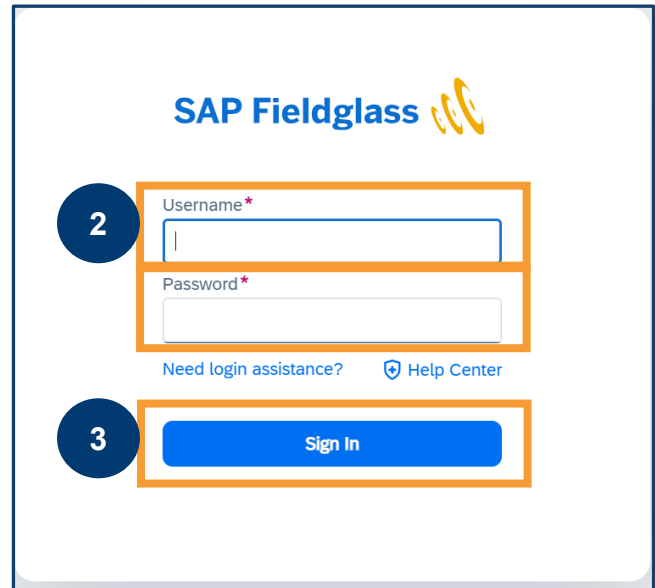 SAP Fieldglass
2
Username*
Password*
Need login assistance? Help Center
3
Sign In